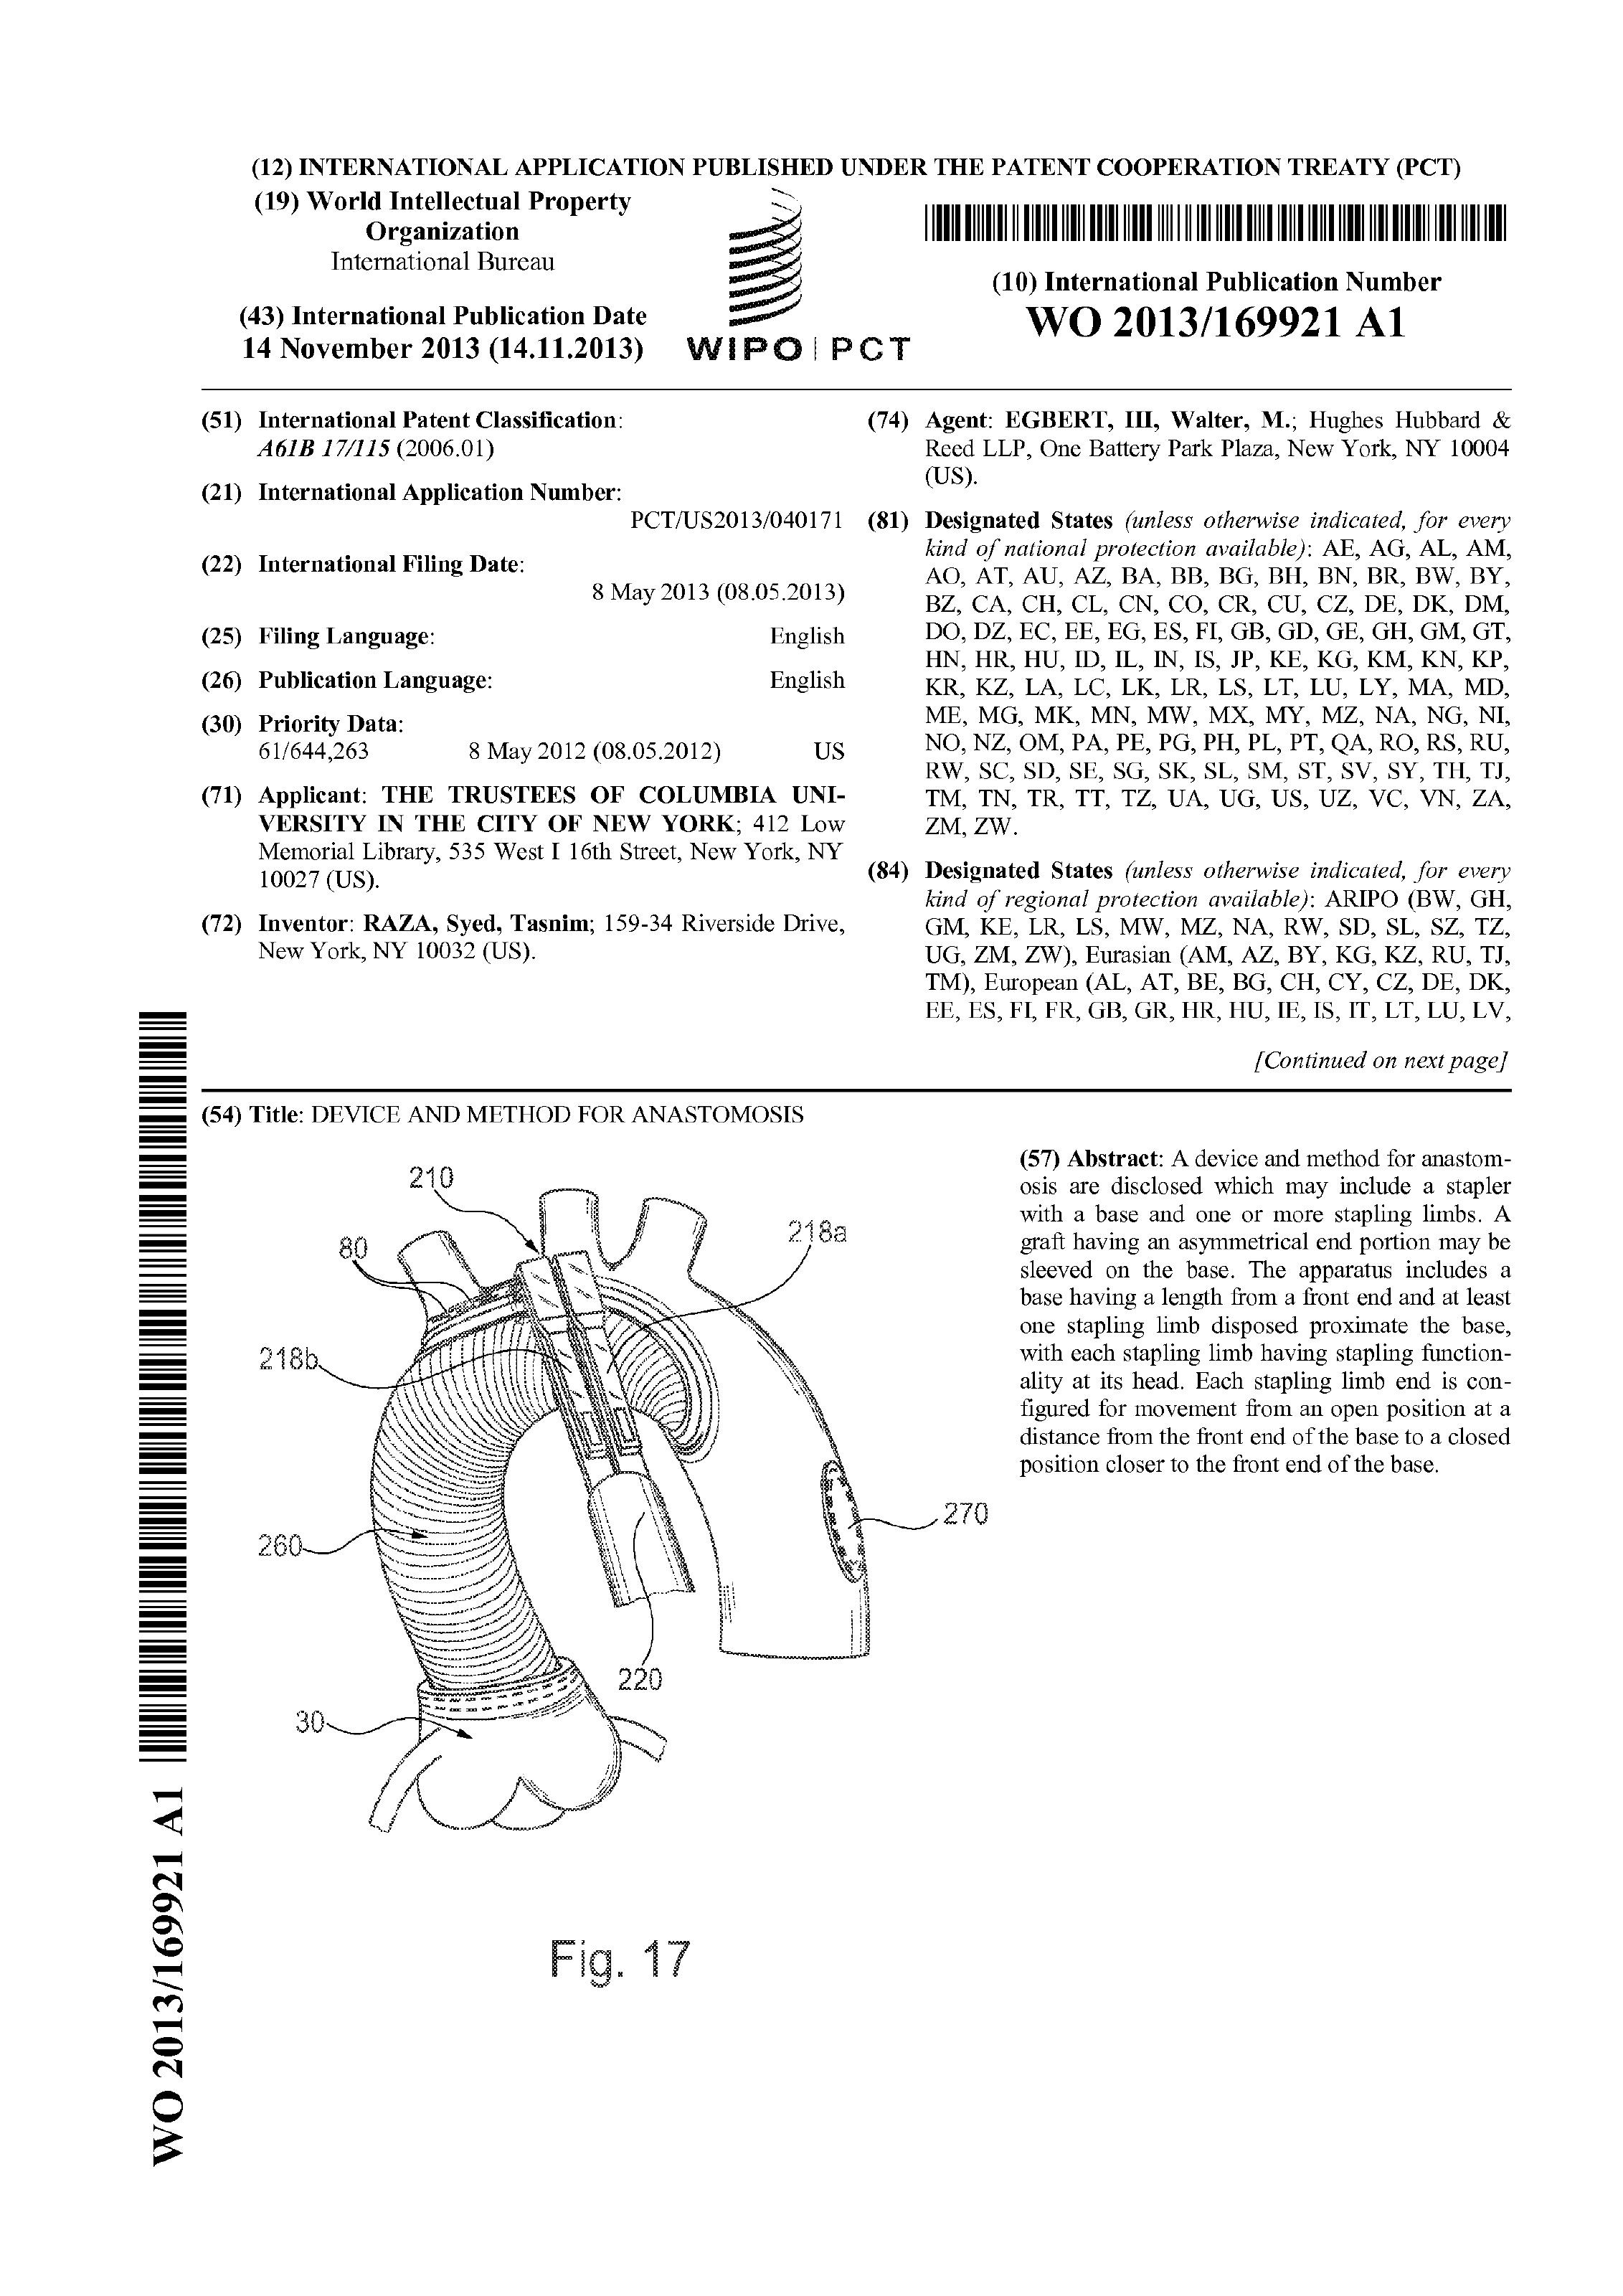 (12) INTERNATIONAL APPLICATION PUBLISHED UNDER THE PATENT COOPERATION TREATY (PCT)
(19) World Intellectual Property
Organization
International Bureau
(43) International Publication Date
14 November 2013 (14.11.2013)
WIPO | PCT
(10) International Publication Number
WO 2013/169921 A1
(51) International Patent Classification:
A61B 17/115 (2006.01)
(21) International Application Number:
PCT/US2013/040171
(22) International Filing Date:
8 May 2013 (08.05.2013)
(25) Filing Language: English
(26) Publication Language: English
(30) Priority Data:
61/644,263 8 May 2012 (08.05.2012) US
(71) Applicant: THE TRUSTEES OF COLUMBIA UNI-
VERSITY IN THE CITY OF NEW YORK; 412 Low
Memorial Library, 535 West I 16th Street, New York, NY
10027 (US).
(72) Inventor: RAZA, Syed, Tasnim; 159-34 Riverside Drive,
New York, NY 10032 (US).
(74) Agent: EGBERT, III, Walter, M.; Hughes Hubbard &
Reed LLP, One Battery Park Plaza, New York, NY 10004
(US).
(81) Designated States (unless otherwise indicated, for every
kind of national protection available): AE, AG, AL, AM,
AO, AT, AU, AZ, BA, BB, BG, BH, BN, BR, BW, BY,
BZ, CA, CH, CL, CN, CO, CR, CU, CZ, DE, DK, DM,
DO, DZ, EC, EE, EG, ES, FI, GB, GD, GE, GH, GM, GT,
HN, HR, HU, ID, IL, IN, IS, JP, KE, KG, KM, KN, KP,
KR, KZ, LA, LC, LK, LR, LS, LT, LU, LY, MA, MD,
ME, MG, MK, MN, MW, MX, MY, MZ, NA, NG, NI,
NO, NZ, OM, PA, PE, PG, PH, PL, PT, QA, RO, RS, RU,
RW, SC, SD, SE, SG, SK, SL, SM, ST, SV, SY, TH, TJ,
TM, TN, TR, TT, TZ, UA, UG, US, UZ, VC, VN, ZA,
ZM, ZW.
(84) Designated States (unless otherwise indicated, for every
kind of regional protection available): ARIPO (BW, GH,
GM, KE, LR, LS, MW, MZ, NA, RW, SD, SL, SZ, TZ,
UG, ZM, ZW), Eurasian (AM, AZ, BY, KG, KZ, RU, TJ,
TM), European (AL, AT, BE, BG, CH, CY, CZ, DE, DK,
EE, ES, FI, FR, GB, GR, HR, HU, IE, IS, IT, LT, LU, LV,
[Continued on next page]
(54) Title: DEVICE AND METHOD FOR ANASTOMOSIS
210
80
218a
218b
260
270
220
30
Fig. 17
(57) Abstract: A device and method for anastom-
osis are disclosed which may include a stapler
with a base and one or more stapling limbs. A
graft having an asymmetrical end portion may be
sleeved on the base. The apparatus includes a
base having a length from a front end and at least
one stapling limb disposed proximate the base,
with each stapling limb having stapling function-
ality at its head. Each stapling limb end is con-
figured for movement from an open position at a
distance from the front end of the base to a closed
position closer to the front end of the base.
WO 2013/169921 A1